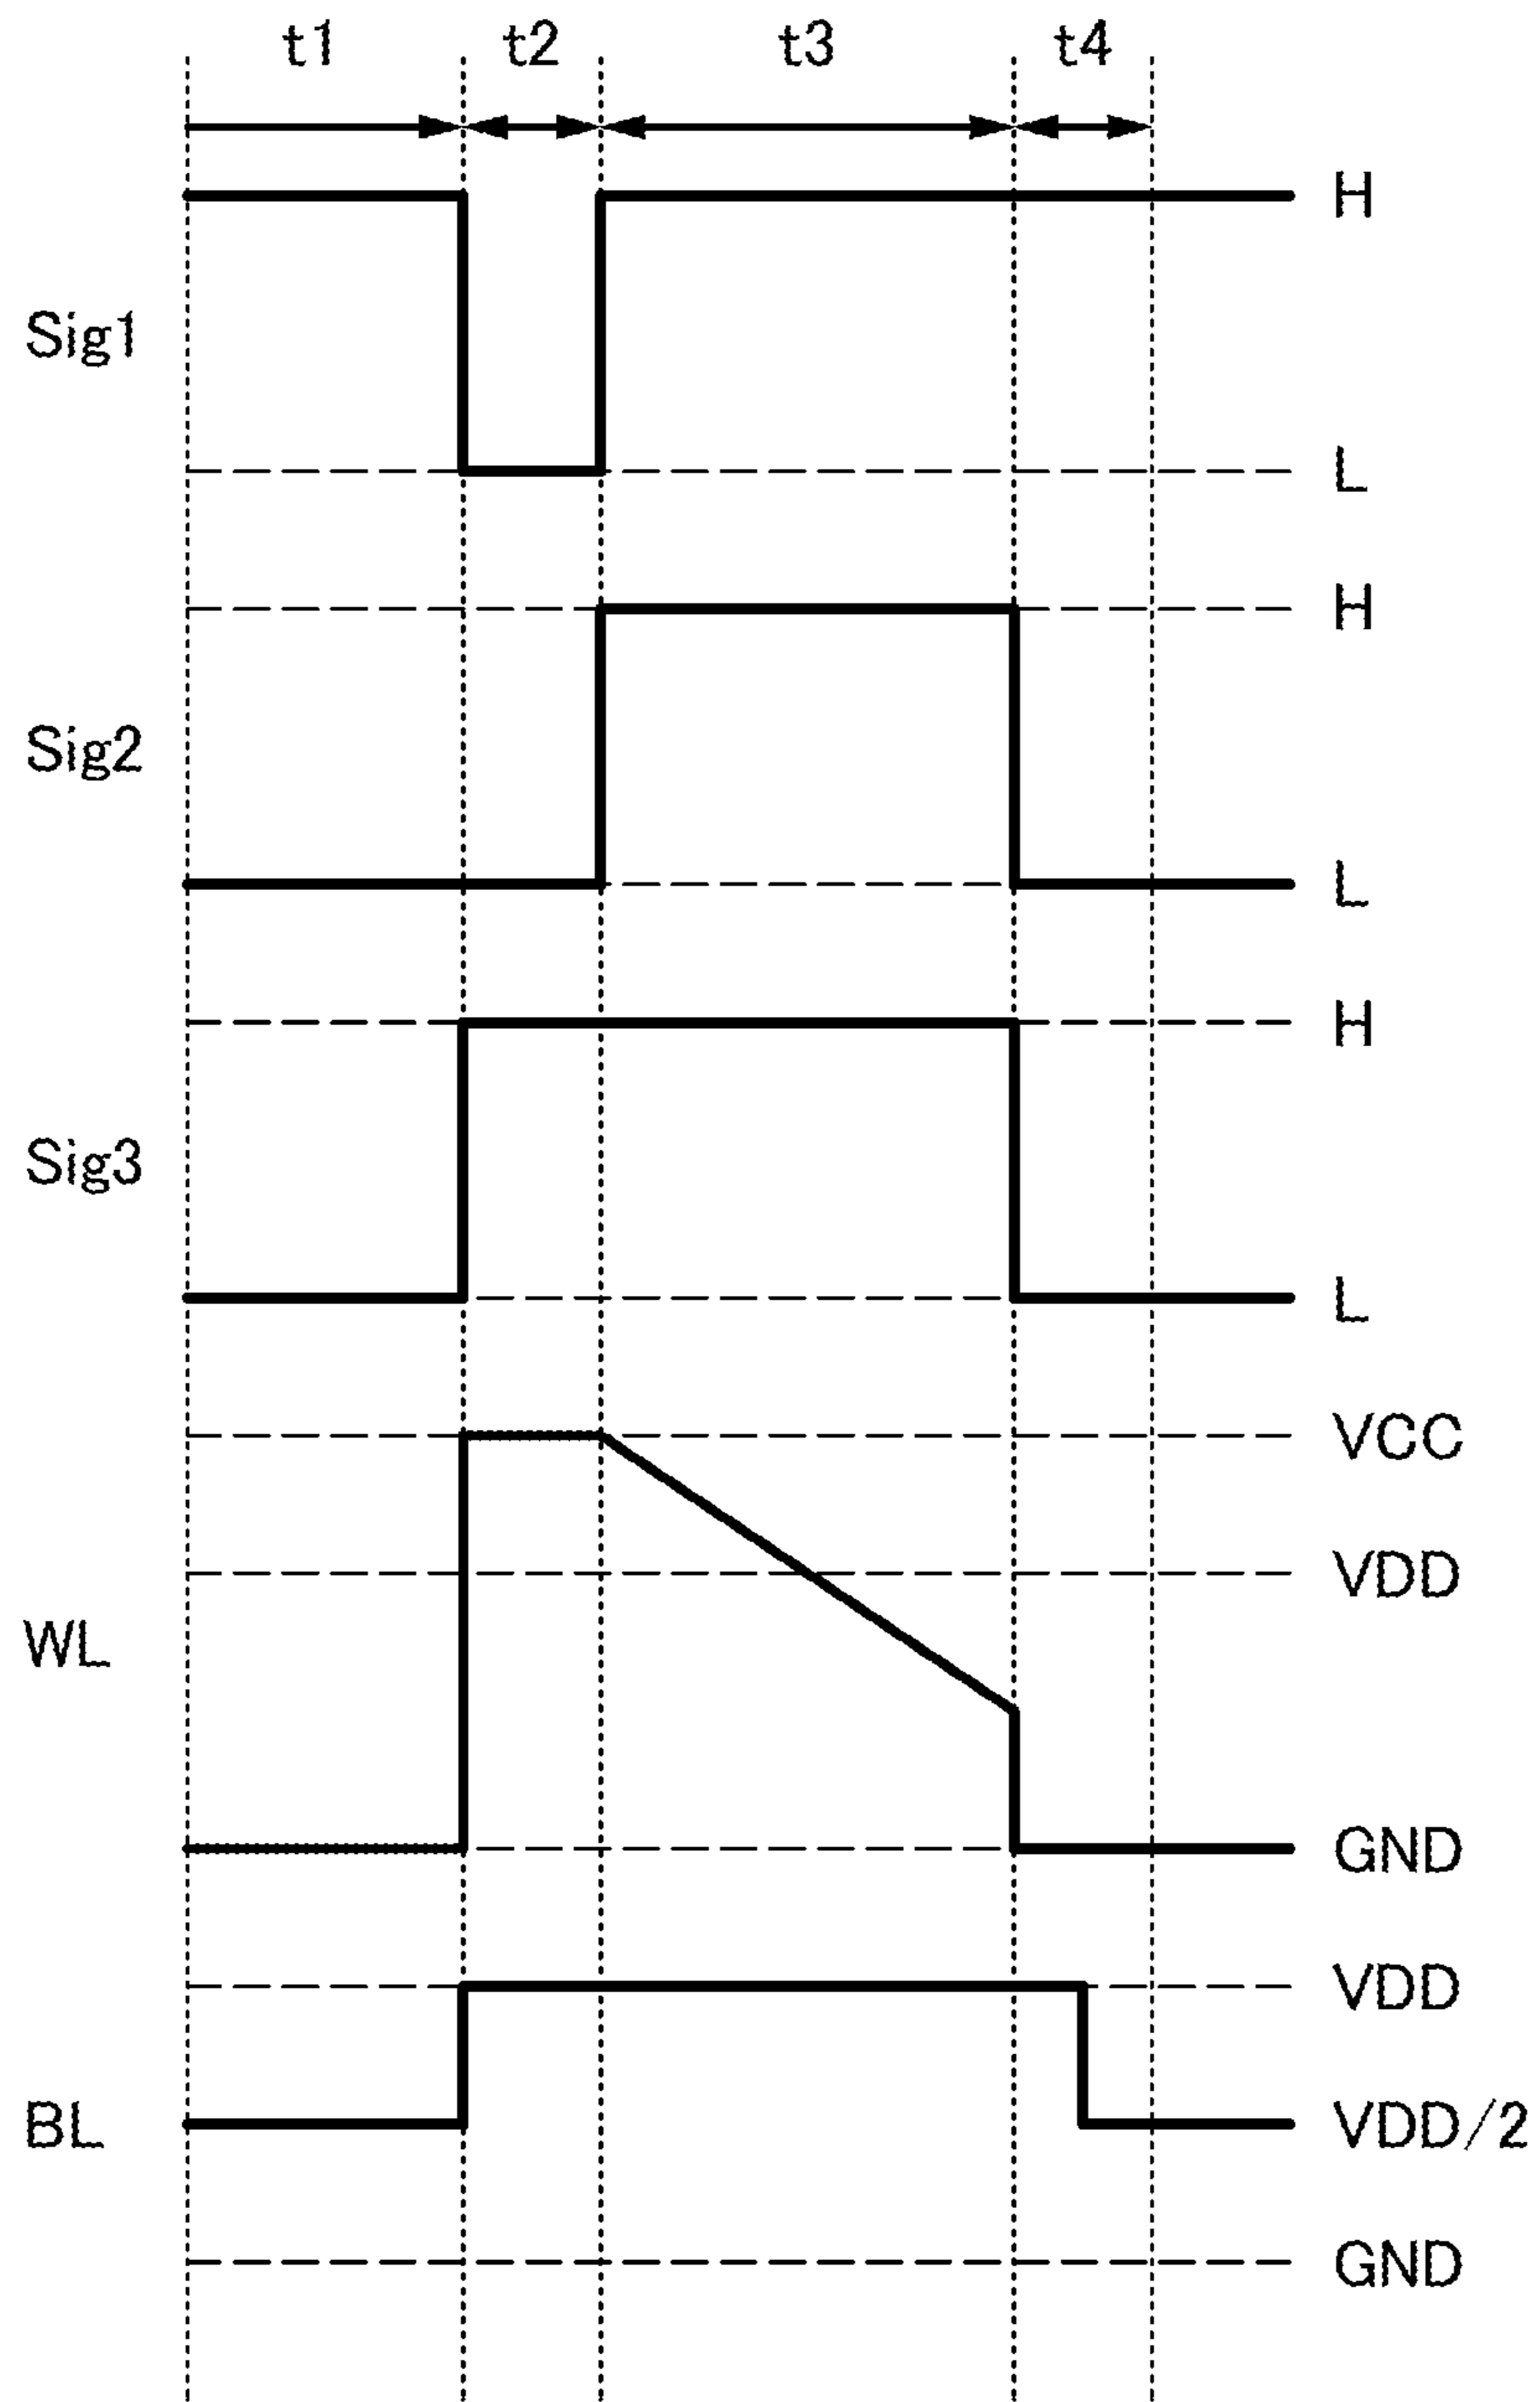 t1 t2 t3 t4
H
Sig1
L
H
Sig2
L
H
Sig3
L
VCC
VDD
WL
GND
VDD
BL
VDD/2
GND